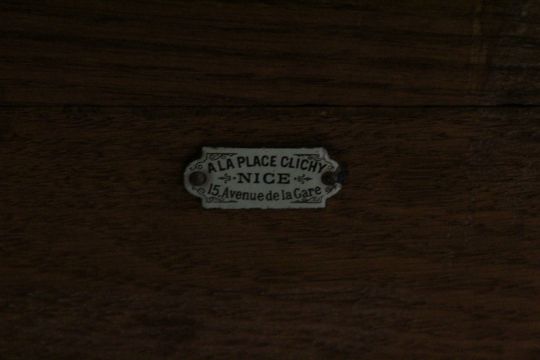 A LA PLACE CLICHY
NICE
15, Avenue de la Gare